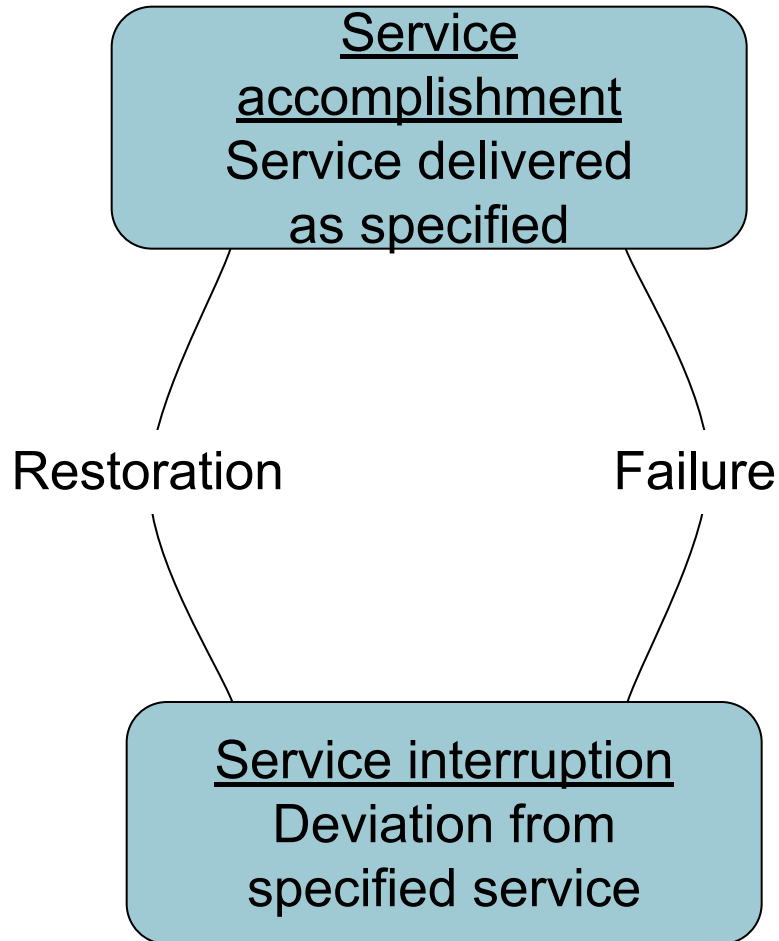 Service
accomplishment
Service delivered
as specified
Restoration
Failure
Service interruption
Deviation from
specified service